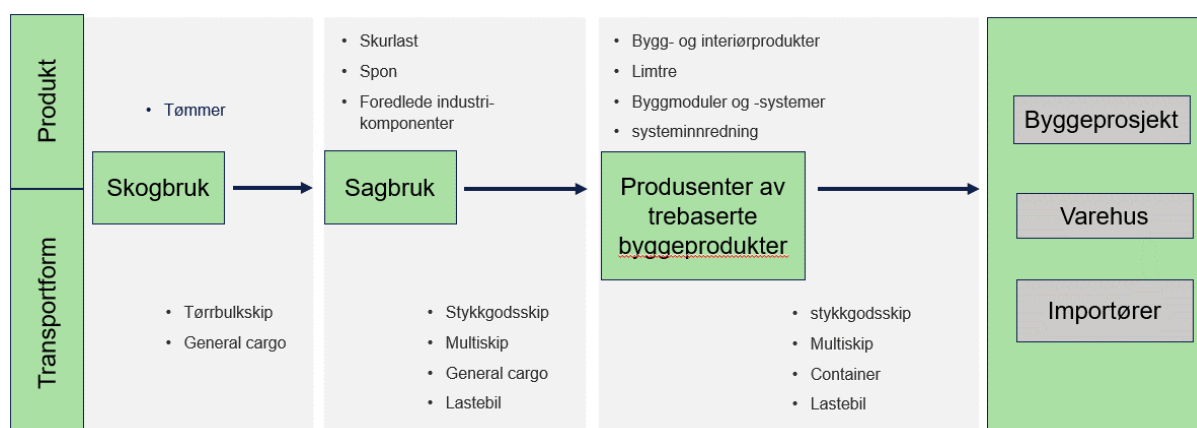 Produkt
Transportform
• Tømmer
Skogbruk
• Tørrbulkskip
• General cargo
• Skurlast
• Spon
• Foredlede industri-
komponenter
Sagbruk
• Stykkgodsskip
• Multiskip
• General cargo
• Lastebil
• Bygg- og interiørprodukter
• Limtre
• Byggmoduler og -systemer
• systeminnredning
Produsenter av
trebaserte
byggeprodukter
• stykkgodsskip
• Multiskip
• Container
• Lastebil
Byggeprosjekt
Varehus
Importører